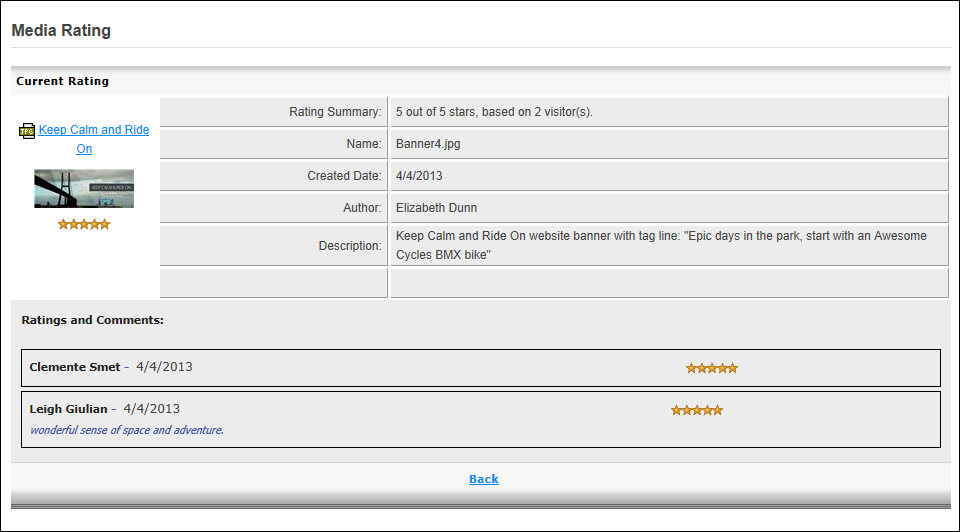 Media Rating
Current Rating
JPG Keep Calm and Ride
On
KEEP CALM & RIDE ON
Rating Summary: 5 out of 5 stars, based on 2 visitor(s).
Name: Banner4.jpg
Created Date: 4/4/2013
Author: Elizabeth Dunn
Description: Keep Calm and Ride On website banner with tag line: "Epic days in the park, start with an Awesome
Cycles BMX bike"
Ratings and Comments:
Clemente Smet - 4/4/2013
Leigh Giulian - 4/4/2013
wonderful sense of space and adventure.
Back